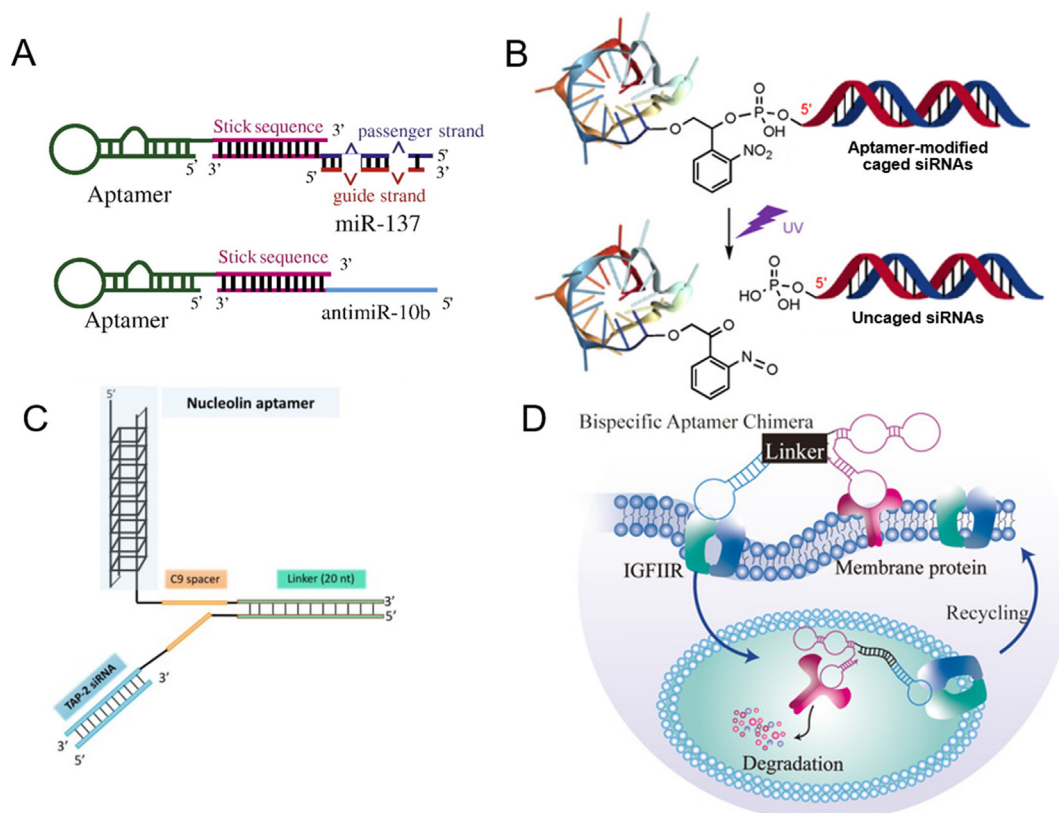 A
Stick sequence
3'
passenger strand
5'
5'
3'
3'
guide strand
Aptamer
miR-137
Stick sequence
3'
5'
3'
5'
Aptamer
antimiR-10b
B
O
P
O
5'
O
O
OH
NO₂
Aptamer-modified
caged siRNAs
UV
O
HO
P
O
5'
OH
O
O
N
O
Uncaged siRNAs
C
5'
Nucleolin aptamer
C9 spacer
Linker (20 nt)
3'
5'
TAP-2 siRNA
3'
3'
5'
D
Bispecific Aptamer Chimera
Linker
IGFIIR
Membrane protein
Recycling
Degradation